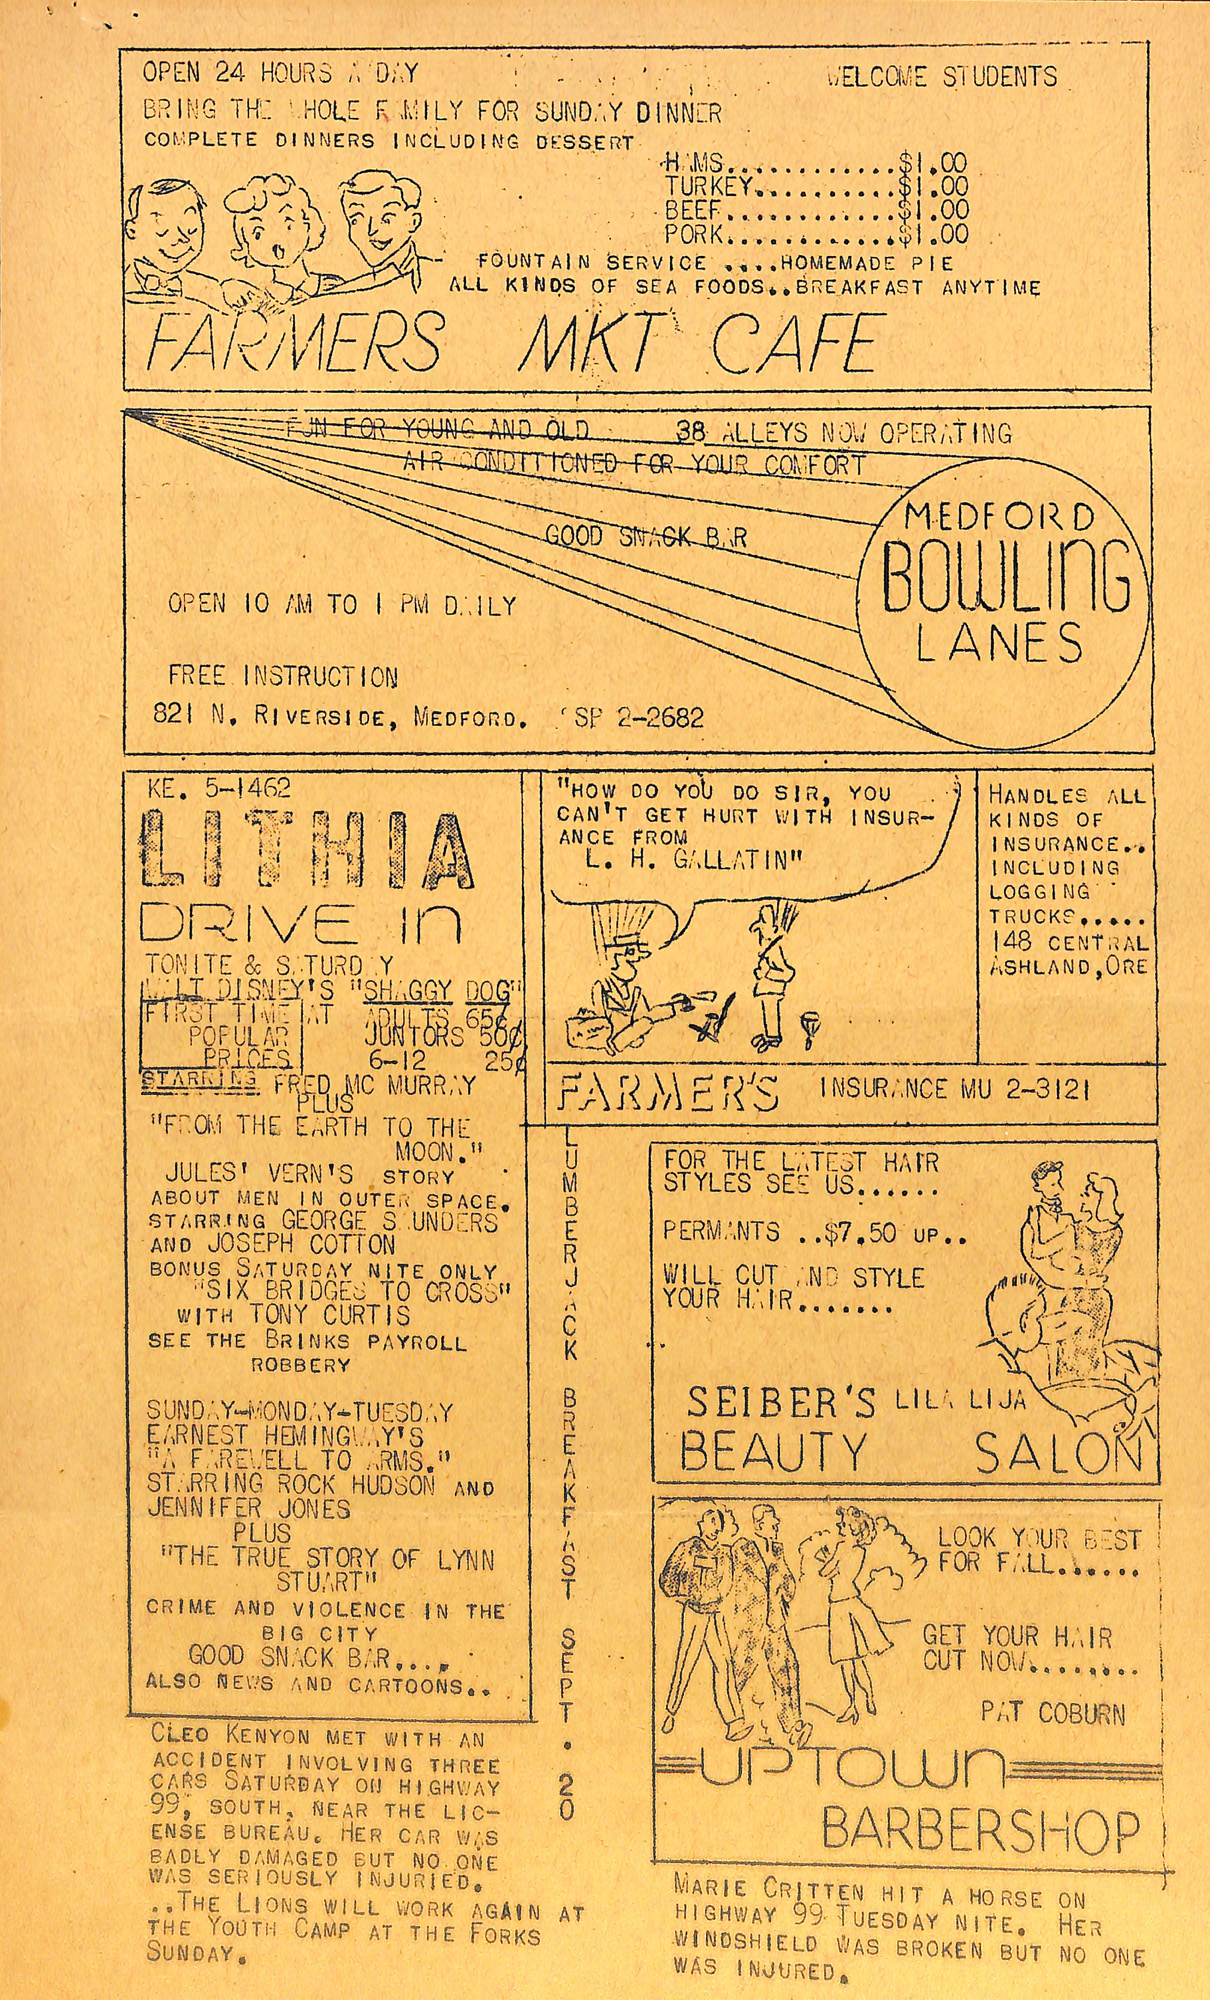 OPEN 24 HOURS A DAY
WELCOME STUDENTS
BRING THE WHOLE FAMILY FOR SUNDAY DINNER
COMPLETE DINNERS INCLUDING DESSERT
HAMS............$1.00
TURKEY..........$1.00
BEEF............$1.00
PORK............$1.00
FOUNTAIN SERVICE ....HOMEMADE PIE
ALL KINDS OF SEA FOODS..BREAKFAST ANYTIME
FARMERS MKT CAFE
FUN FOR YOUNG AND OLD
38 ALLEYS NOW OPERATING
AIR CONDITIONED FOR YOUR COMFORT
GOOD SNACK BAR
MEDFORD
BOWLING
LANES
OPEN 10 AM TO 1 PM DAILY
FREE INSTRUCTION
821 N. RIVERSIDE, MEDFORD. SP 2-2682
KE. 5-1462
LITHIA
DRIVE IN
TONITE & SATURDAY
WALT DISNEY'S "SHAGGY DOG"
FIRST TIME AT ADULTS 65¢
POPULAR JUNIORS 50¢
PRICES 6-12 25¢
STARRING FRED MC MURRAY
PLUS
"FROM THE EARTH TO THE
MOON."
JULES' VERN'S STORY
ABOUT MEN IN OUTER SPACE.
STARRING GEORGE SAUNDERS
AND JOSEPH COTTON
BONUS SATURDAY NITE ONLY
"SIX BRIDGES TO CROSS"
WITH TONY CURTIS
SEE THE BRINKS PAYROLL
ROBBERY
SUNDAY-MONDAY-TUESDAY
EARNEST HEMINGWAY'S
"A FAREWELL TO ARMS."
STARRING ROCK HUDSON AND
JENNIFER JONES
PLUS
"THE TRUE STORY OF LYNN
STUART"
CRIME AND VIOLENCE IN THE
BIG CITY
GOOD SNACK BAR....
ALSO NEWS AND CARTOONS..
CLEO KENYON MET WITH AN
ACCIDENT INVOLVING THREE
CARS SATURDAY ON HIGHWAY
99, SOUTH, NEAR THE LIC-
ENSE BUREAU. HER CAR WAS
BADLY DAMAGED BUT NO ONE
WAS SERIOUSLY INJURIED.
..THE LIONS WILL WORK AGAIN AT
THE YOUTH CAMP AT THE FORKS
SUNDAY.
"HOW DO YOU DO SIR, YOU
CAN'T GET HURT WITH INSUR-
ANCE FROM
L. H. GALLATIN"
HANDLES ALL
KINDS OF
INSURANCE..
INCLUDING
LOGGING
TRUCKS.....
148 CENTRAL
ASHLAND,ORE
FARMER'S INSURANCE MU 2-3121
LUMBERJACK BREAKFAST SEPT. 20
FOR THE LATEST HAIR
STYLES SEE US......
PERMANTS ..$7.50 UP..
WILL CUT AND STYLE
YOUR HAIR.......
SEIBER'S LILA LIJA
BEAUTY SALON
LOOK YOUR BEST
FOR FALL......
GET YOUR HAIR
CUT NOW........
PAT COBURN
UPTOWN
BARBERSHOP
MARIE CRITTEN HIT A HORSE ON
HIGHWAY 99 TUESDAY NITE. HER
WINDSHIELD WAS BROKEN BUT NO ONE
WAS INJURED.